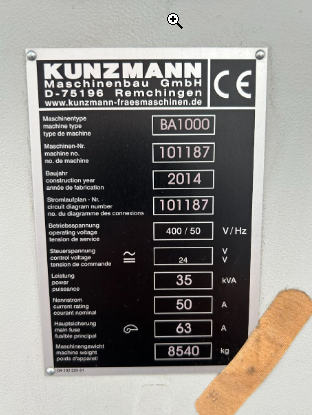 KUNZMANN
Maschinenbau GmbH
D-75196 Remchingen
www.kunzmann-fraesmaschinen.de
CE
Maschinentype
machine type BA1000
type de machine
Maschinen-Nr.
machine no. 101187
no. de machine
Baujahr
construction year 2014
année de fabrication
Stromlaufplan - Nr.
circuit diagram number 101187
no. du diagramme des connexions
Betriebsspannung
operating voltage 400 / 50 V / Hz
tension de service
Steuerspannung V
control voltage ≅ 24 V
tension de commande
Leistung
power 35 kVA
puissance
Nennstrom
current rating 50 A
courant nominal
Hauptsicherung
main fuse 63 A
fusible principal
Maschinengewicht
machine weight 8540 kg
poids d'appareil